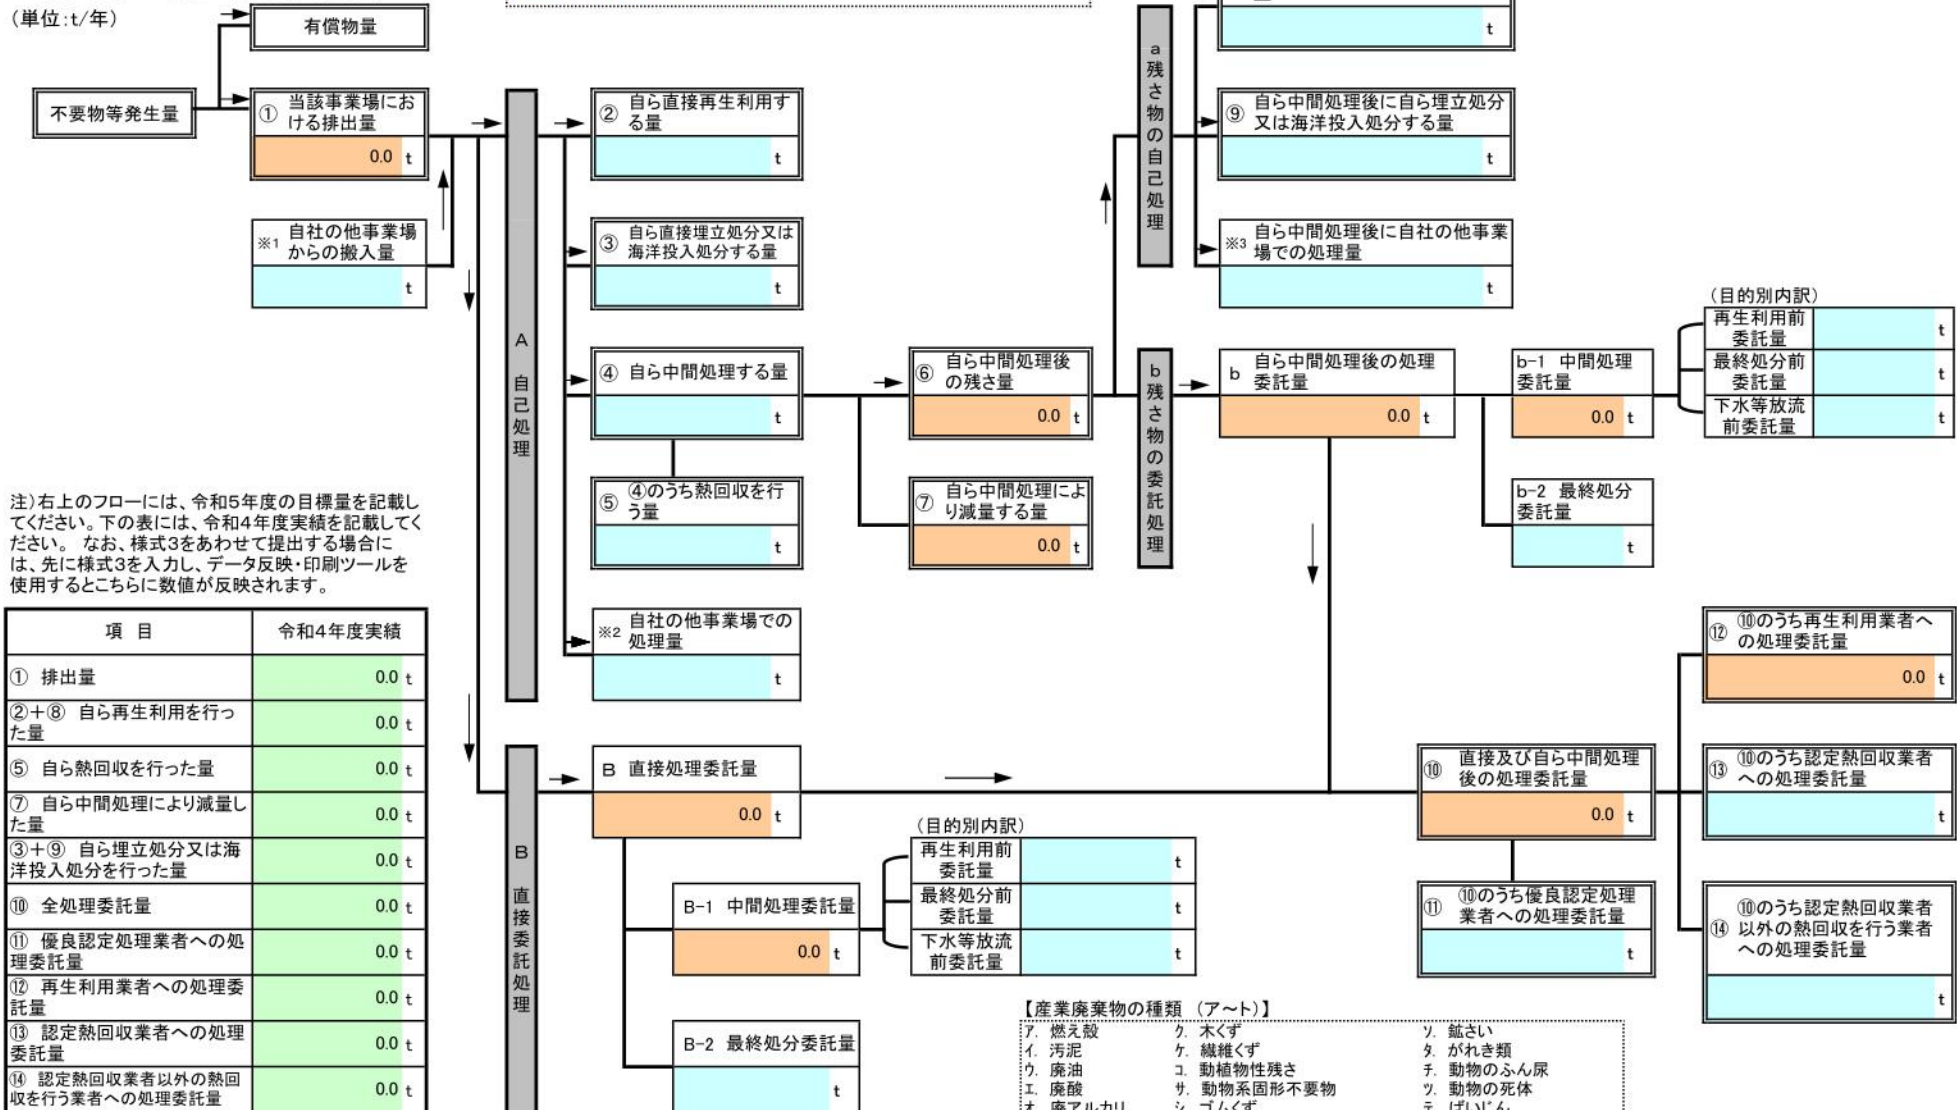 (単位:t/年)
有償物量
不要物等発生量
① 当該事業場にお
ける排出量
0.0 t
※1 自社の他事業場
からの搬入量
t
A 自己処理
② 自ら直接再生利用す
る量
t
③ 自ら直接埋立処分又は
海洋投入処分する量
t
④ 自ら中間処理する量
t
⑤ ④のうち熱回収を行
う量
t
※2 自社の他事業場での
処理量
t
⑥ 自ら中間処理後
の残さ量
0.0 t
⑦ 自ら中間処理によ
り減量する量
0.0 t
a 残さ物の自己処理
t
⑨ 自ら中間処理後に自ら埋立処分
又は海洋投入処分する量
t
※3 自ら中間処理後に自社の他事業
場での処理量
t
b 残さ物の委託処理
b 自ら中間処理後の処理
委託量
0.0 t
b-1 中間処理
委託量
0.0 t
(目的別内訳)
再生利用前
委託量
t
最終処分前
委託量
t
下水等放流
前委託量
t
b-2 最終処分
委託量
t
注)右上のフローには、令和5年度の目標量を記載し
てください。下の表には、令和4年度実績を記載してく
ださい。 なお、様式3をあわせて提出する場合に
は、先に様式3を入力し、データ反映・印刷ツールを
使用するとこちらに数値が反映されます。
項 目 令和4年度実績
① 排出量 0.0 t
②+⑧ 自ら再生利用を行っ
た量 0.0 t
⑤ 自ら熱回収を行った量 0.0 t
⑦ 自ら中間処理により減量し
た量 0.0 t
③+⑨ 自ら埋立処分又は海
洋投入処分を行った量 0.0 t
⑩ 全処理委託量 0.0 t
⑪ 優良認定処理業者への処
理委託量 0.0 t
⑫ 再生利用業者への処理委
託量 0.0 t
⑬ 認定熱回収業者への処理
委託量 0.0 t
⑭ 認定熱回収業者以外の熱回
収を行う業者への処理委託量 0.0 t
B 直接委託処理
B 直接処理委託量
0.0 t
B-1 中間処理委託量
0.0 t
(目的別内訳)
再生利用前
委託量
t
最終処分前
委託量
t
下水等放流
前委託量
t
B-2 最終処分委託量
t
⑩ 直接及び自ら中間処理
後の処理委託量
0.0 t
⑪ ⑩のうち優良認定処理
業者への処理委託量
t
⑫ ⑩のうち再生利用業者へ
の処理委託量
0.0 t
⑬ ⑩のうち認定熱回収業者
への処理委託量
t
⑭ ⑩のうち認定熱回収業者
以外の熱回収を行う業者
への処理委託量
t
【産業廃棄物の種類 (ア~ト)】
ア. 燃え殻 ク. 木くず ソ. 鉱さい
イ. 汚泥 ケ. 繊維くず タ. がれき類
ウ. 廃油 コ. 動植物性残さ チ. 動物のふん尿
エ. 廃酸 サ. 動物系固形不要物 ツ. 動物の死体
オ. 廃アルカリ シ. ゴムくず テ. ばいじん